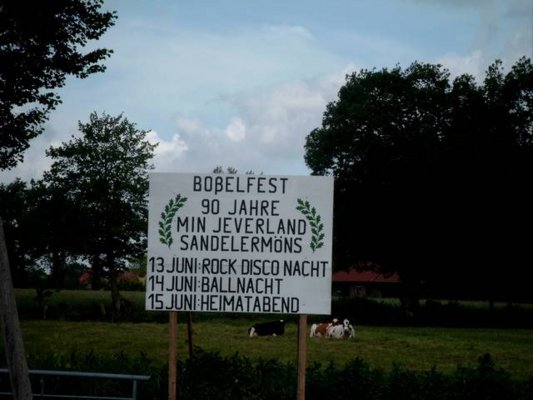 BOßELFEST
90 JAHRE
MIN JEVERLAND
SANDELERMÖNS
13 JUNI: ROCK DISCO NACHT
14 JUNI: BALLNACHT
15 JUNI: HEIMATABEND